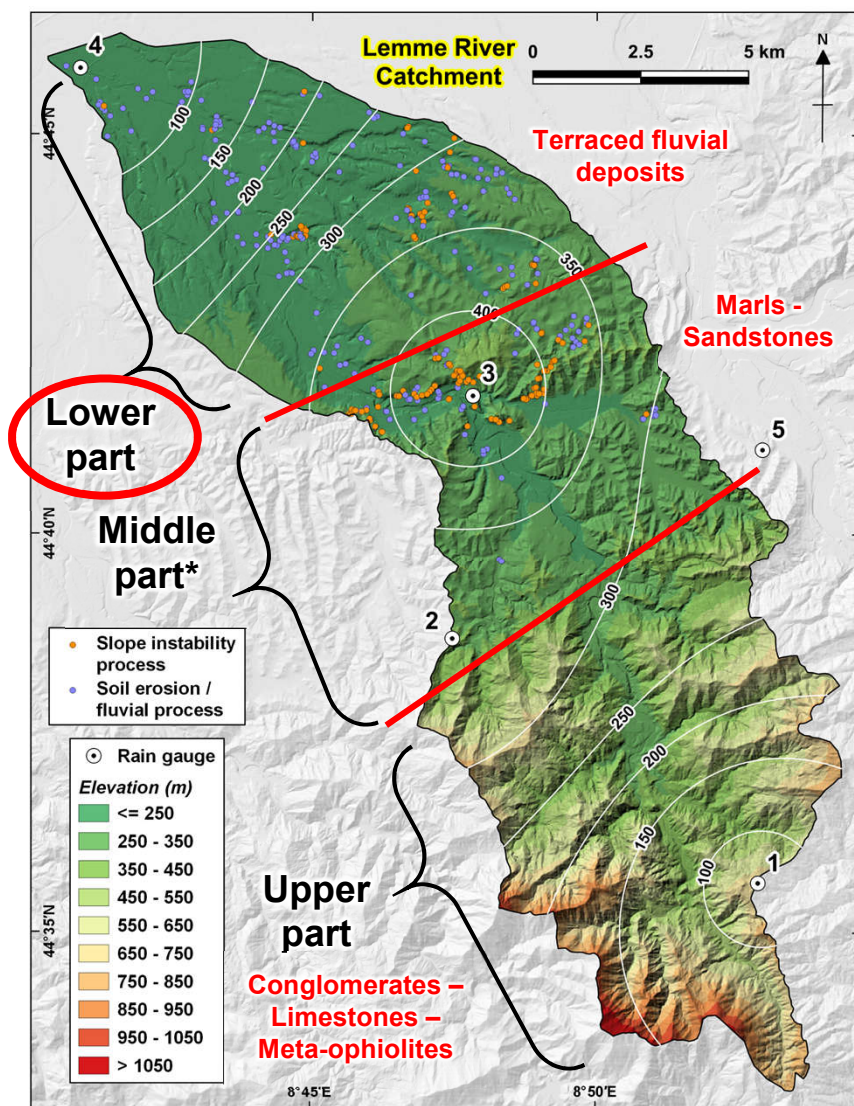 4
Lemme River
Catchment
0 2.5 5 km
N
44°45'N
100
150
200
250
300
Terraced fluvial
deposits
350
400
Marls -
Sandstones
3
Lower
part
5
44°40'N
Middle
part*
300
2
Slope instability
process
Soil erosion /
fluvial process
250
200
150
100
1
Rain gauge
Elevation (m)
<= 250
250 - 350
350 - 450
450 - 550
550 - 650
650 - 750
750 - 850
850 - 950
950 - 1050
> 1050
Upper
part
44°35'N
Conglomerates –
Limestones –
Meta-ophiolites
8°45'E
8°50'E